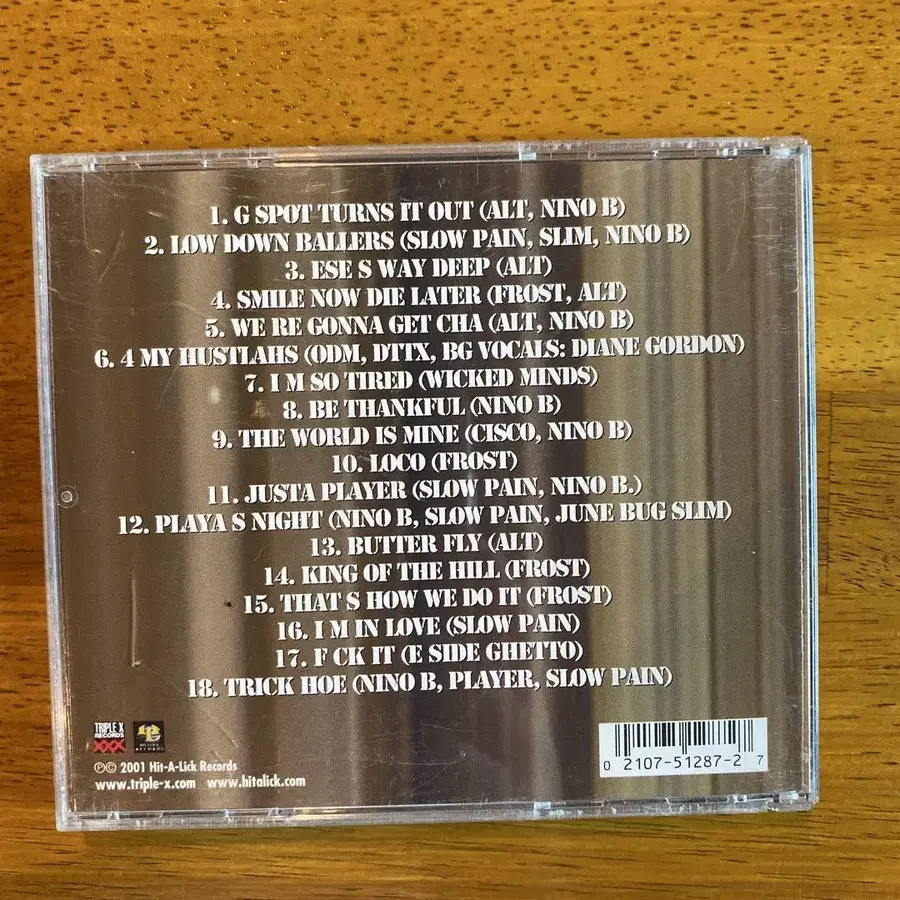 1. G SPOT TURNS IT OUT (ALT, NINO B)
2. LOW DOWN BALLERS (SLOW PAIN, SLIM, NINO B)
3. ESE S WAY DEEP (ALT)
4. SMILE NOW DIE LATER (FROST, ALT)
5. WE RE GONNA GET CHA (ALT, NINO B)
6. 4 MY HUSTLAHS (ODM, DTTX, BG VOCALS: DIANE GORDON)
7. I M SO TIRED (WICKED MINDS)
8. BE THANKFUL (NINO B)
9. THE WORLD IS MINE (CISCO, NINO B)
10. LOCO (FROST)
11. JUSTA PLAYER (SLOW PAIN, NINO B.)
12. PLAYA S NIGHT (NINO B, SLOW PAIN, JUNE BUG SLIM)
13. BUTTER FLY (ALT)
14. KING OF THE HILL (FROST)
15. THAT S HOW WE DO IT (FROST)
16. I M IN LOVE (SLOW PAIN)
17. F CK IT (E SIDE GHETTO)
18. TRICK HOE (NINO B, PLAYER, SLOW PAIN)
TRIPLE X
RECORDS
XXX
℗© 2001 Hit-A-Lick Records
www.triple-x.com www.hitalick.com
0 2107-51287-2 7